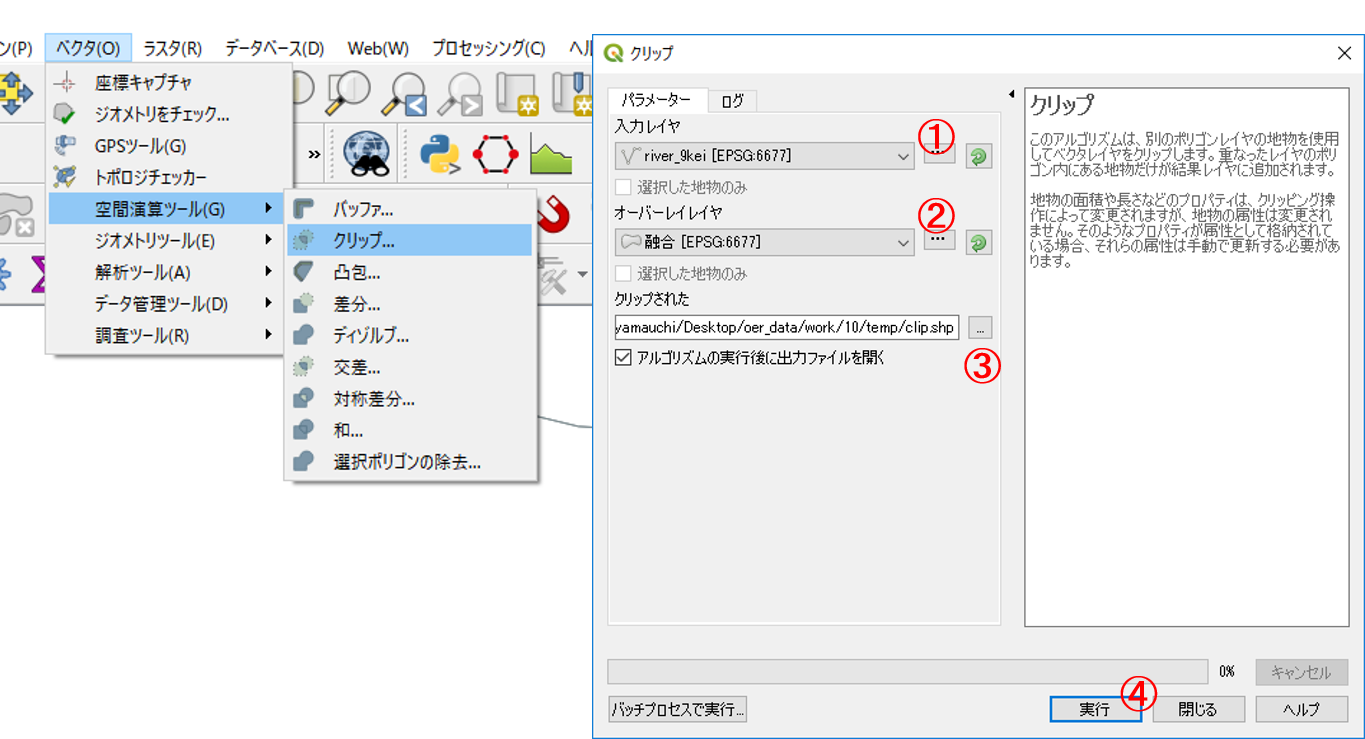 ン(P) ベクタ(O) ラスタ(R) データベース(D) Web(W) プロセッシング(C) ヘル
座標キャプチャ
ジオメトリをチェック...
GPSツール(G)
トポロジチェッカー
空間演算ツール(G)
ジオメトリツール(E)
解析ツール(A)
データ管理ツール(D)
調査ツール(R)
»
バッファ...
クリップ...
凸包...
差分...
ディゾルブ...
交差...
対称差分...
和...
選択ポリゴンの除去...
クリップ
パラメーター ログ
入力レイヤ
①
river_9kei [EPSG:6677]
...
選択した地物のみ
オーバーレイレイヤ
②
融合 [EPSG:6677]
...
選択した地物のみ
クリップされた
yamauchi/Desktop/oer_data/work/10/temp/clip.shp
...
アルゴリズムの実行後に出力ファイルを開く
③
クリップ
このアルゴリズムは、別のポリゴンレイヤの地物を使用
してベクタレイヤをクリップします。重なったレイヤのポリ
ゴン内にある地物だけが結果レイヤに追加されます。
地物の面積や長さなどのプロパティは、クリッピング操
作によって変更されますが、地物の属性は変更され
ません。そのようなプロパティが属性として格納されて
いる場合、それらの属性は手動で更新する必要があ
ります。
0% キャンセル
④
バッチプロセスで実行... 実行 閉じる ヘルプ